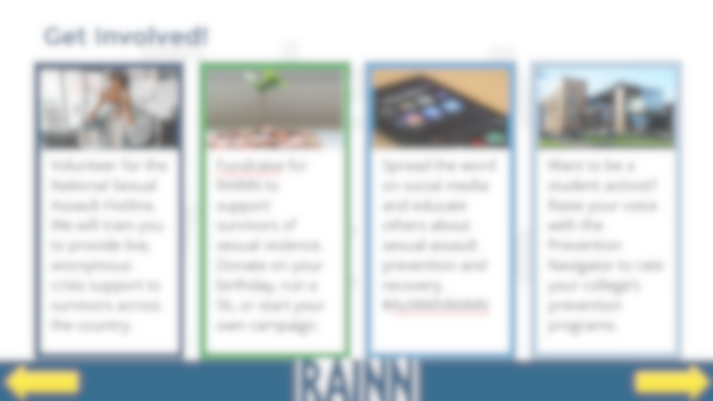 Get Involved!
Volunteer for the
National Sexual
Assault Hotline.
We will train you
to provide live,
anonymous
crisis support to
survivors across
the country.
Fundraise for
RAINN to
support
survivors of
sexual violence.
Donate on your
birthday, run a
5k, or start your
own campaign.
Spread the word
on social media
and educate
others about
sexual assault
prevention and
recovery.
Want to be a
student activist?
Raise your voice
with the
Prevention
Navigator to rate
your college's
prevention
programs.
RAINN